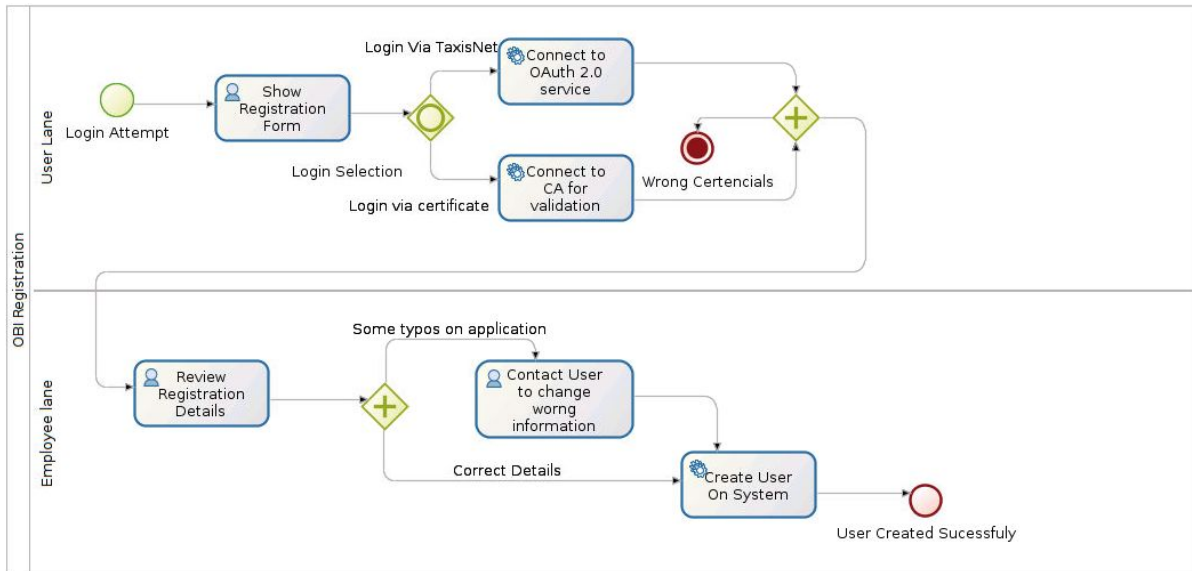 OBI Registration
User Lane
Login Attempt
Show
Registration
Form
Login Selection
Login Via TaxisNet
Connect to
OAuth 2.0
service
Login via certificate
Connect to
CA for
validation
Wrong Certencials
Employee lane
Review
Registration
Details
Some typos on application
Contact User
to change
worng
information
Correct Details
Create User
On System
User Created Sucessfuly